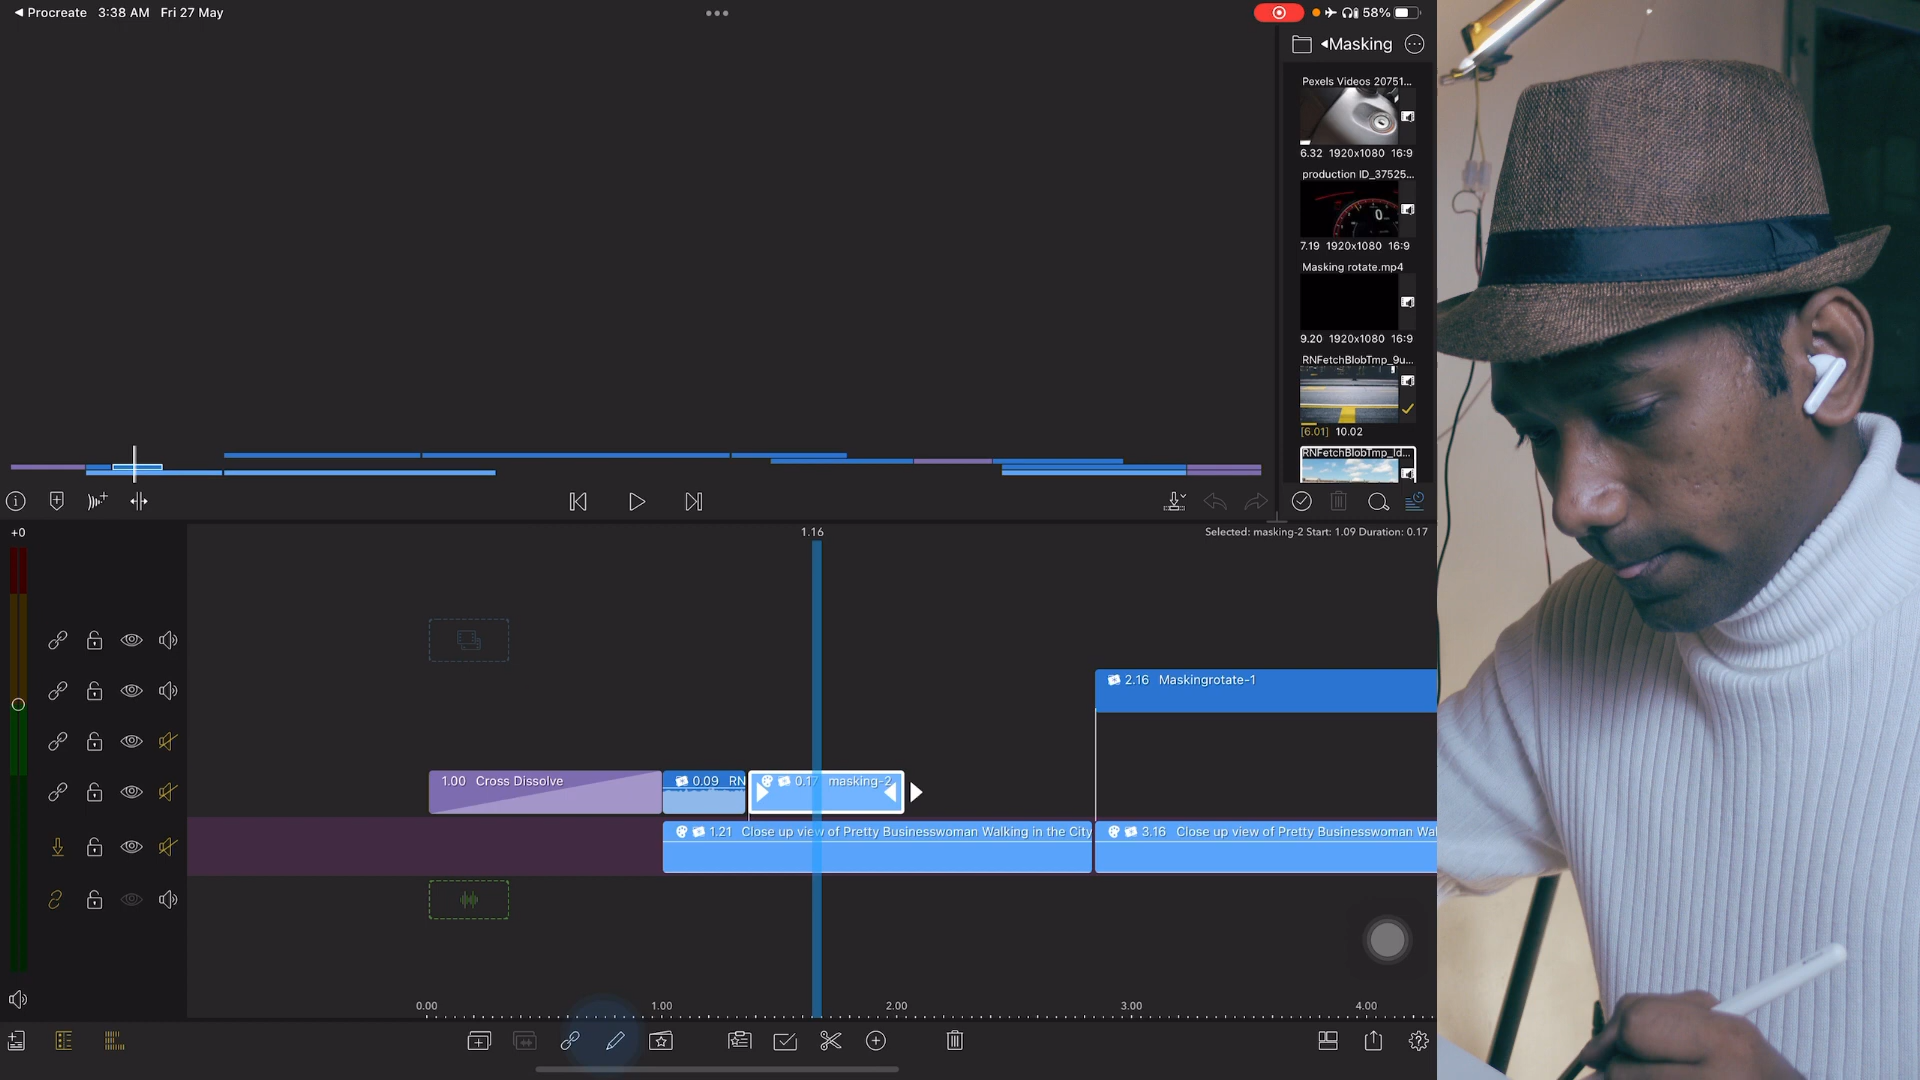 ◀ Procreate 3:38 AM Fri 27 May
58%
Masking
Pexels Videos 20751...
6.32 1920x1080 16:9
production ID_37525...
0
7.19 1920x1080 16:9
Masking rotate.mp4
9.20 1920x1080 16:9
RNFetchBlobTmp_9u...
[6.01] 10.02
RNFetchBlobTmp_ld...
+0
1.16
Selected: masking-2 Start: 1.09 Duration: 0.17
2.16 Maskingrotate-1
1.00 Cross Dissolve
0.09 RN
0.17 masking-2
1.21 Close up view of Pretty Businesswoman Walking in the City
3.16 Close up view of Pretty Businesswoman Wal
0.00 1.00 2.00 3.00 4.00